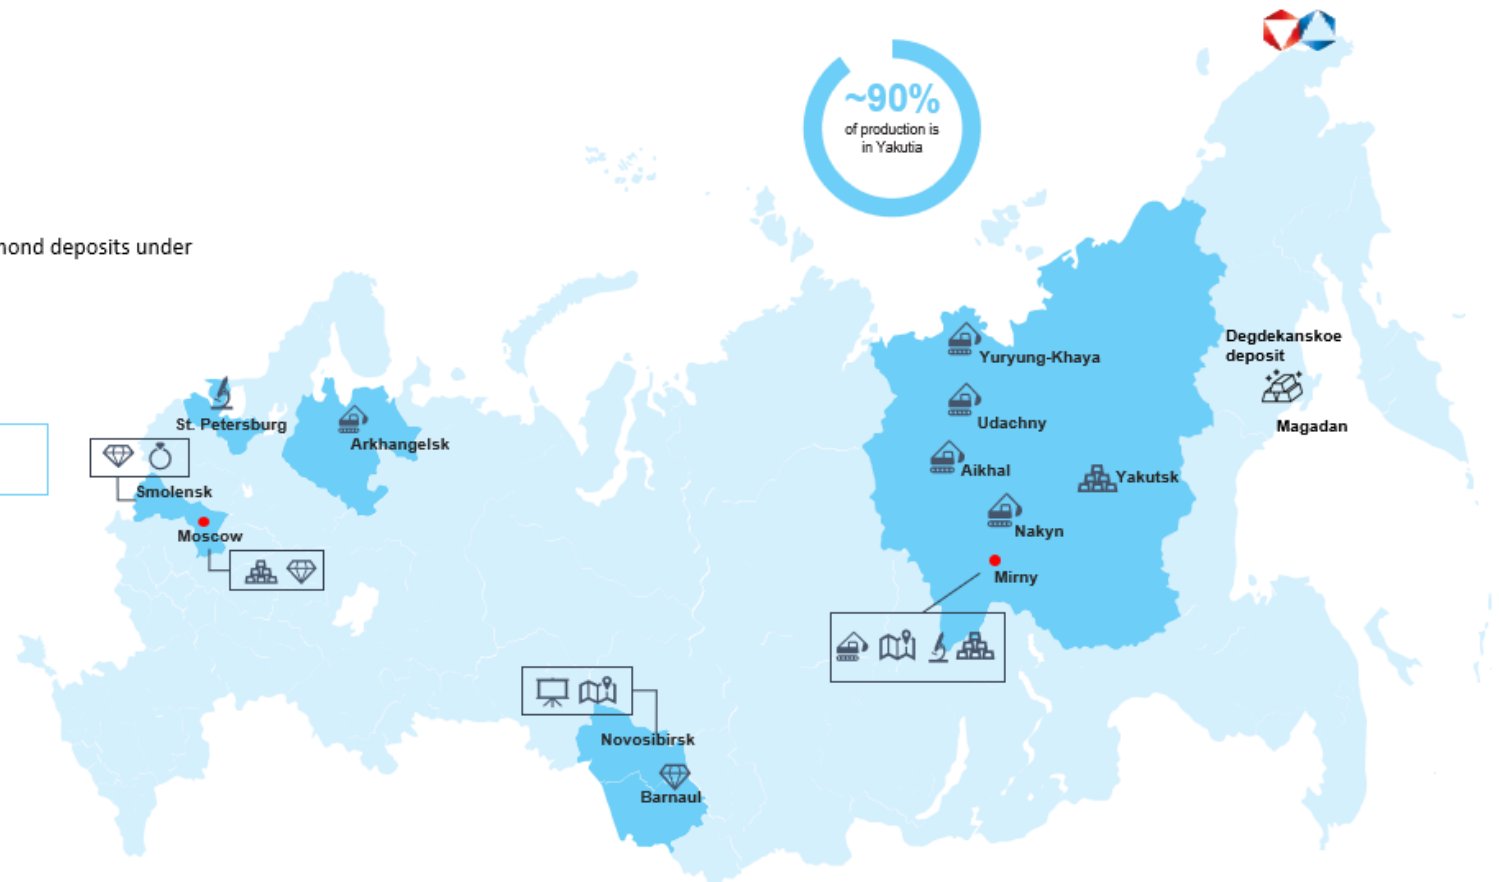 ~90%
of production is
in Yakutia
deposits under
Degdekanskoe
deposit
Yuryung-Khaya
Udachny
St. Petersburg
Magadan
Arkhangelsk
Aikhal
Yakutsk
Smolensk
Nakyn
Moscow
Mirny
Novosibirsk
Barnaul